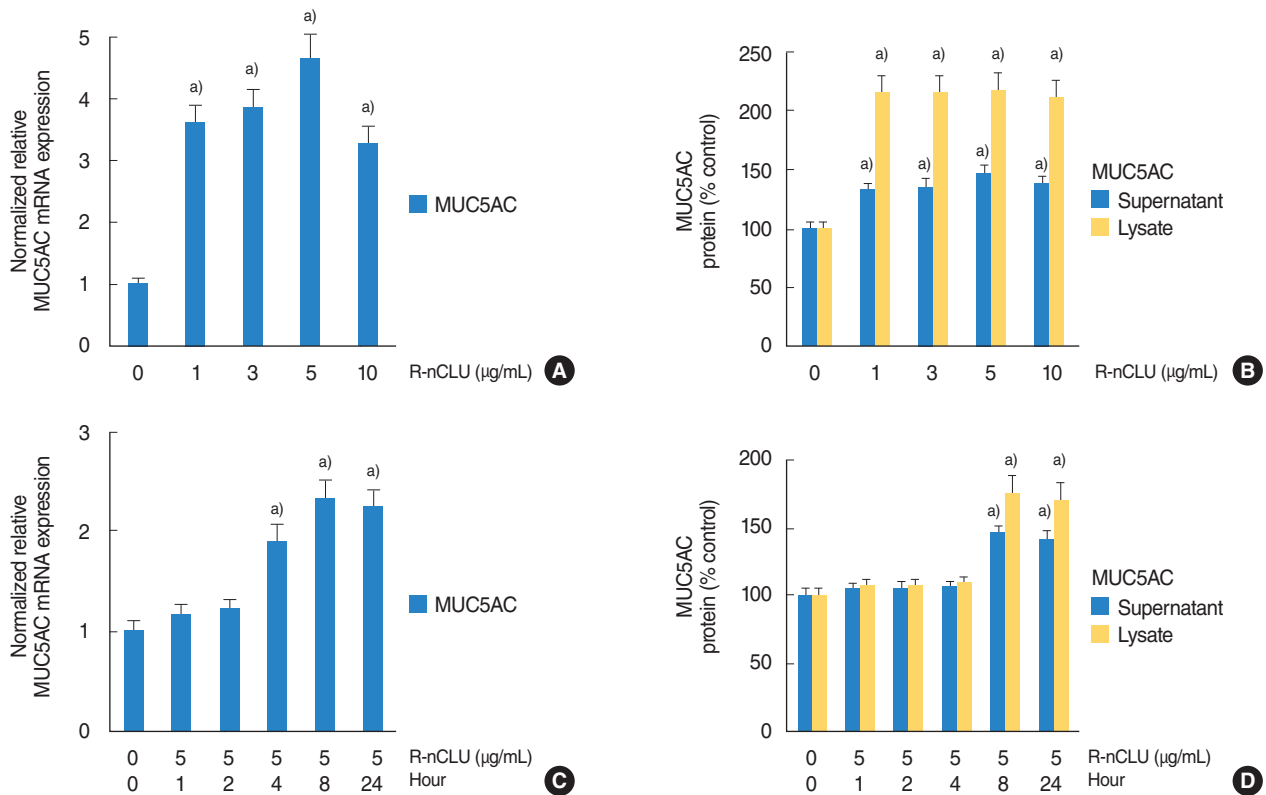 Normalized relative
MUC5AC mRNA expression
5
4
3
2
1
0
a)
a)
a)
a)
MUC5AC
0 1 3 5 10 R-nCLU (µg/mL) A
MUC5AC
protein (% control)
250
200
150
100
50
0
a) a) a) a)
a) a) a) a)
MUC5AC
Supernatant
Lysate
0 1 3 5 10 R-nCLU (µg/mL) B
Normalized relative
MUC5AC mRNA expression
3
2
1
0
a)
a)
a)
MUC5AC
0 5 5 5 5 5 R-nCLU (µg/mL)
0 1 2 4 8 24 Hour C
MUC5AC
protein (% control)
200
150
100
50
0
a) a)
a) a)
MUC5AC
Supernatant
Lysate
0 5 5 5 5 5 R-nCLU (µg/mL)
0 1 2 4 8 24 Hour D